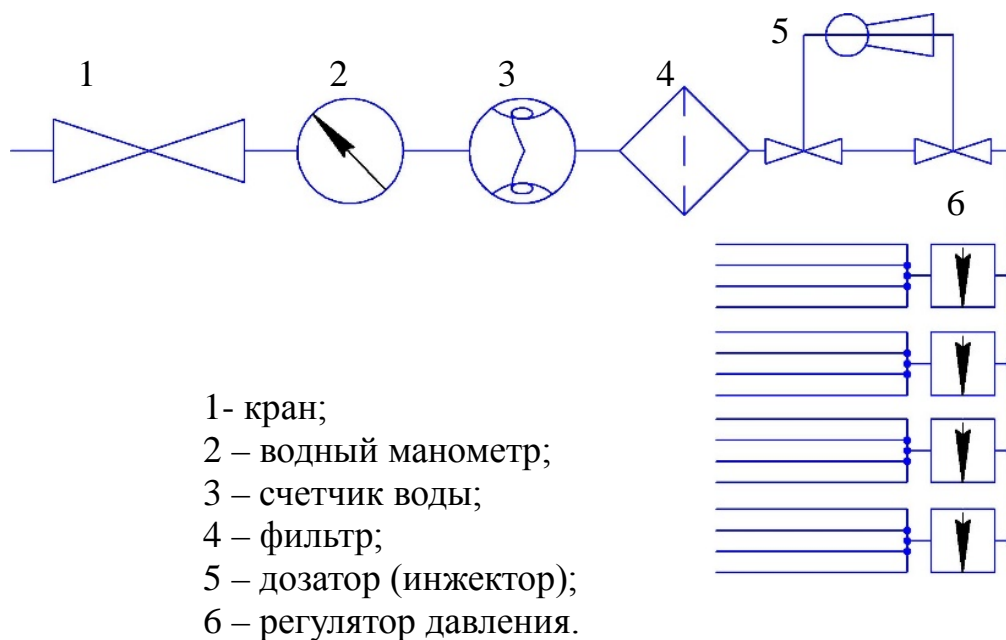 1
2
3
4
5
6
1- кран;
2 – водный манометр;
3 – счетчик воды;
4 – фильтр;
5 – дозатор (инжектор);
6 – регулятор давления.